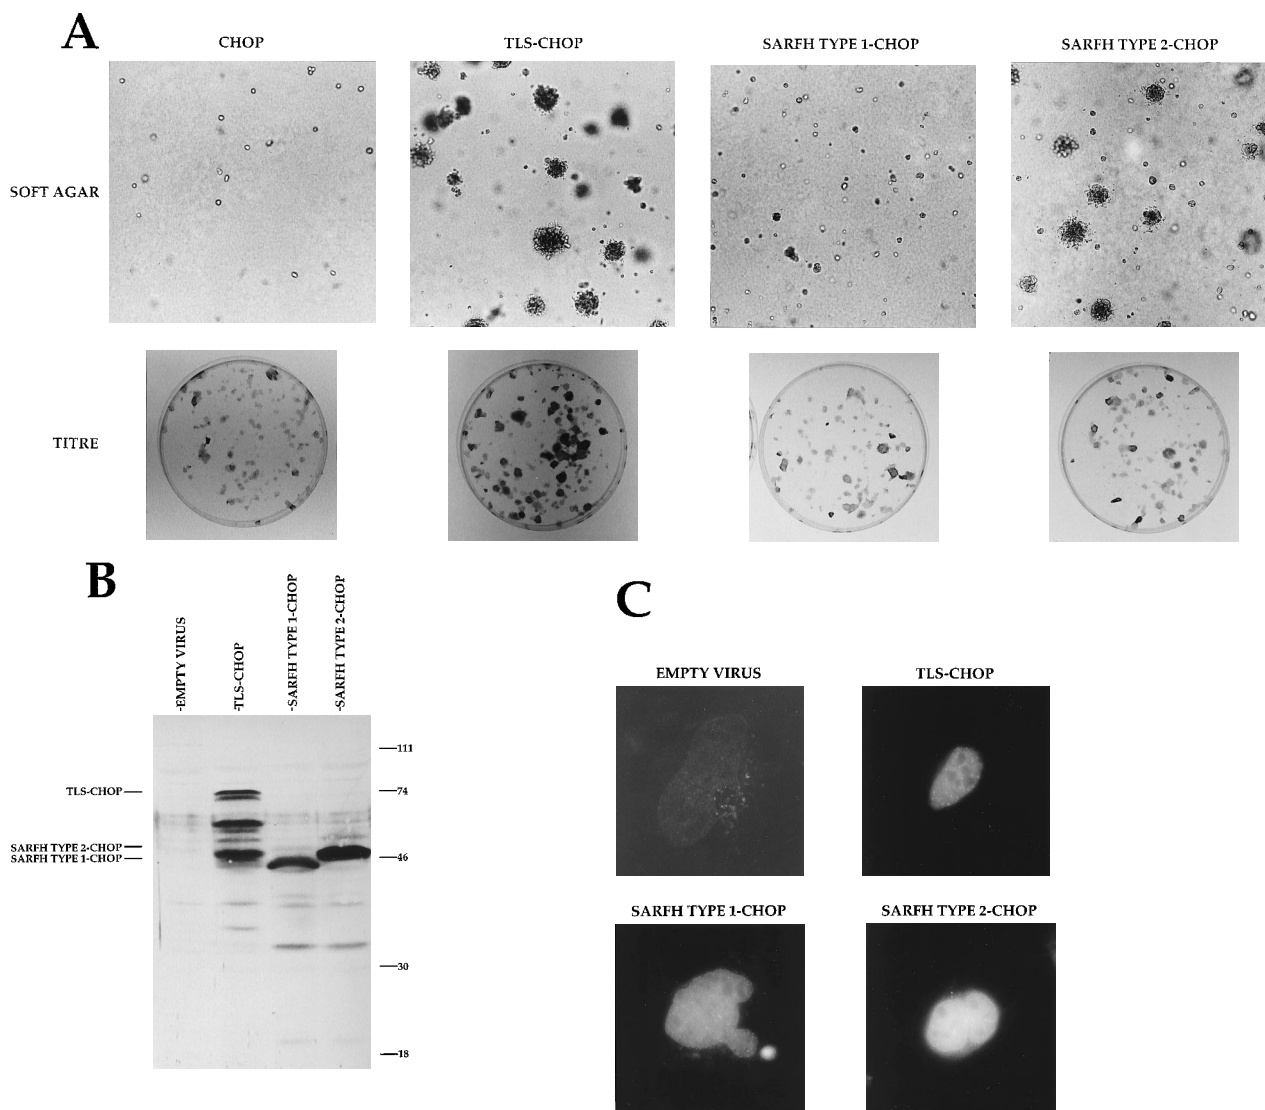 A
CHOP
TLS-CHOP
SARFH TYPE 1-CHOP
SARFH TYPE 2-CHOP
SOFT AGAR
TITRE
B
-EMPTY VIRUS
-TLS-CHOP
-SARFH TYPE 1-CHOP
-SARFH TYPE 2-CHOP
TLS-CHOP
SARFH TYPE 2-CHOP
SARFH TYPE 1-CHOP
111
74
46
30
18
C
EMPTY VIRUS
TLS-CHOP
SARFH TYPE 1-CHOP
SARFH TYPE 2-CHOP